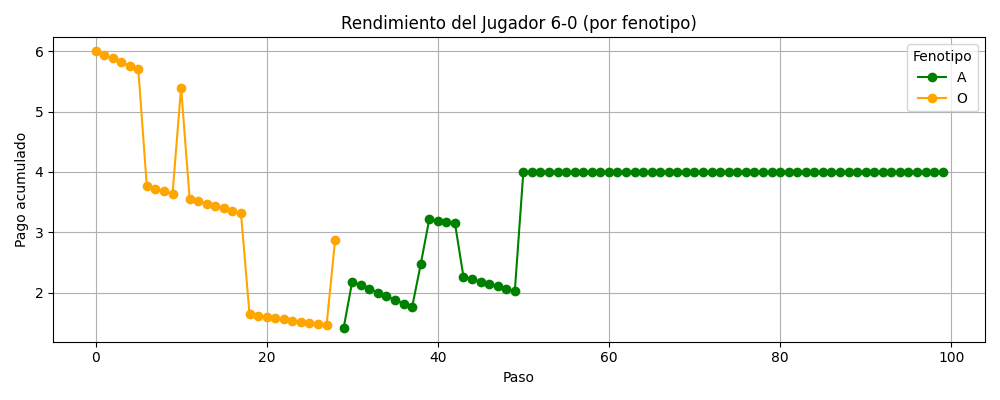 Rendimiento del Jugador 6-0 (por fenotipo)
Pago acumulado
6
5
4
3
2
0
20
40
60
80
100
Paso
Fenotipo
A
O